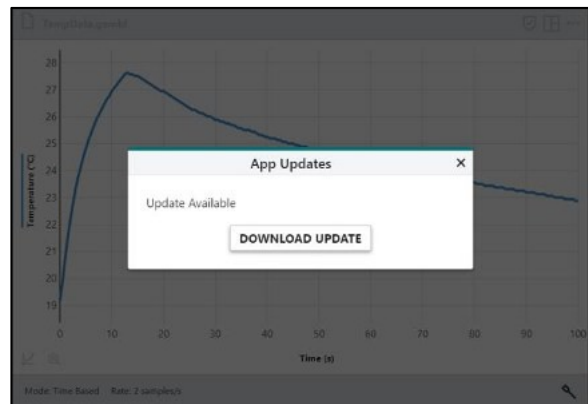 TempData.gambl
28
27
26
25
24
23
22
21
20
19
Temperature (°C)
App Updates
Update Available
DOWNLOAD UPDATE
0 10 20 30 40 50 60 70 80 90 100
Time (s)
Mode: Time Based Rate: 2 samples/s